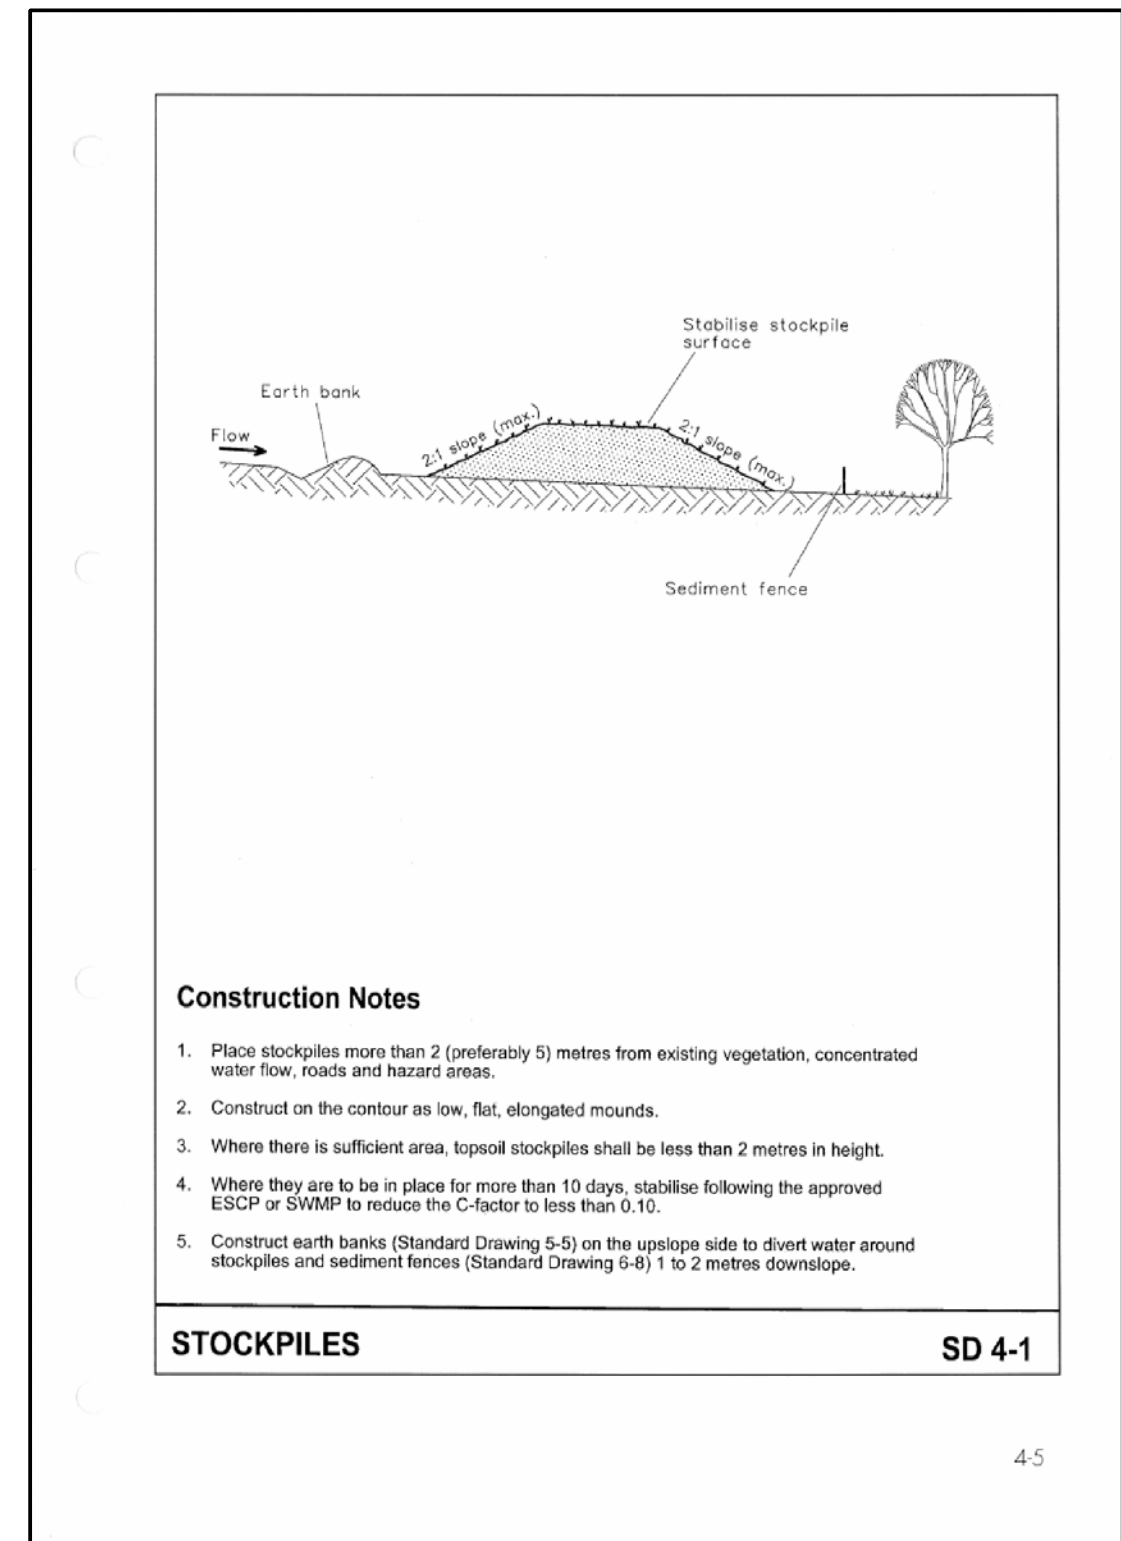 Stabilise stockpile
surface
Earth bank
Flow
2:1 slope (max.)
2:1 slope (max.)
Sediment fence
Construction Notes
1. Place stockpiles more than 2 (preferably 5) metres from existing vegetation, concentrated
water flow, roads and hazard areas.
2. Construct on the contour as low, flat, elongated mounds.
3. Where there is sufficient area, topsoil stockpiles shall be less than 2 metres in height.
4. Where they are to be in place for more than 10 days, stabilise following the approved
ESCP or SWMP to reduce the C-factor to less than 0.10.
5. Construct earth banks (Standard Drawing 5-5) on the upslope side to divert water around
stockpiles and sediment fences (Standard Drawing 6-8) 1 to 2 metres downslope.
STOCKPILES SD 4-1
4-5